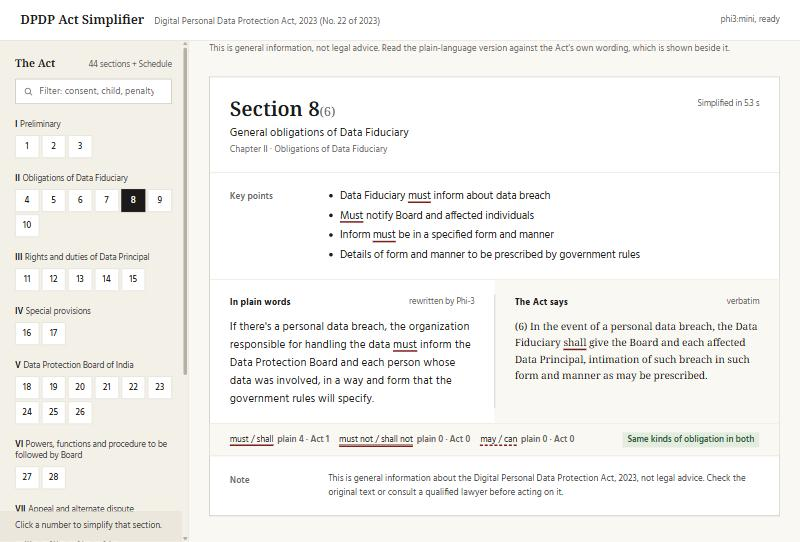 DPDP Act Simplifier
Digital Personal Data Protection Act, 2023 (No. 22 of 2023)
phi3:mini, ready
The Act
44 sections + Schedule
Filter: consent, child, penalty
I Preliminary
1 2 3
II Obligations of Data Fiduciary
4 5 6 7 8 9
10
III Rights and duties of Data Principal
11 12 13 14 15
IV Special provisions
16 17
V Data Protection Board of India
18 19 20 21 22 23
24 25 26
VI Powers, functions and procedure to be
followed by Board
27 28
VII Appeal and alternate dispute
Click a number to simplify that section.
This is general information, not legal advice. Read the plain-language version against the Act's own wording, which is shown beside it.
Section 8(6)
Simplified in 5.3 s
General obligations of Data Fiduciary
Chapter II · Obligations of Data Fiduciary
Key points
• Data Fiduciary must inform about data breach
• Must notify Board and affected individuals
• Inform must be in a specified form and manner
• Details of form and manner to be prescribed by government rules
In plain words
rewritten by Phi-3
If there's a personal data breach, the organization
responsible for handling the data must inform the
Data Protection Board and each person whose
data was involved, in a way and form that the
government rules will specify.
The Act says
verbatim
(6) In the event of a personal data breach, the Data
Fiduciary shall give the Board and each affected
Data Principal, intimation of such breach in such
form and manner as may be prescribed.
must / shall plain 4 · Act 1 must not / shall not plain 0 · Act 0 may / can plain 0 · Act 0
Same kinds of obligation in both
Note
This is general information about the Digital Personal Data Protection Act, 2023, not legal advice. Check the
original text or consult a qualified lawyer before acting on it.